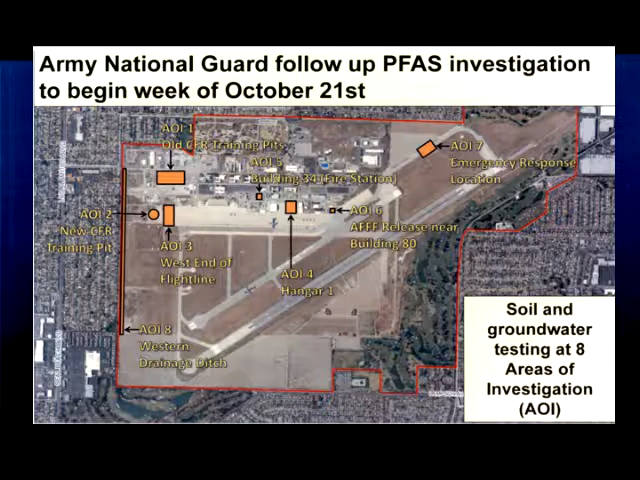 Army National Guard follow up PFAS investigation
to begin week of October 21st
AOI 1
Old CFR Training Pits
AOI 5
Building 34 (Fire Station)
AOI 7
Emergency Response
Location
AOI 2
New CFR
Training Pit
AOI 6
AFFF Release near
Building 80
AOI 3
West End of
Flightline
AOI 4
Hangar 1
AOI 8
Western
Drainage Ditch
Soil and
groundwater
testing at 8
Areas of
Investigation
(AOI)